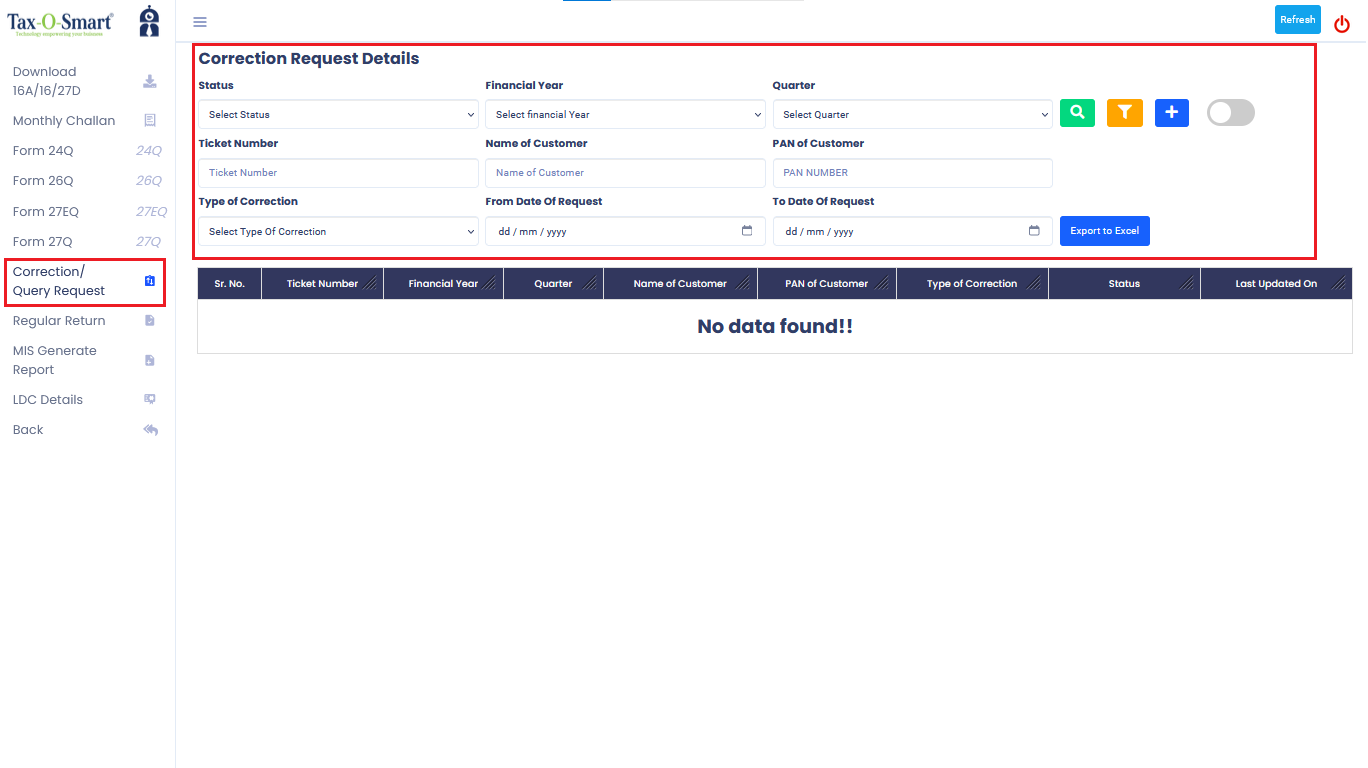 Tax-O-Smart®
Technology empowering your business
Refresh
Download
16A/16/27D
Monthly Challan
Form 24Q 24Q
Form 26Q 26Q
Form 27EQ 27EQ
Form 27Q 27Q
Correction/
Query Request
Regular Return
MIS Generate
Report
LDC Details
Back
Correction Request Details
Status Financial Year Quarter
Select Status Select financial Year Select Quarter
Ticket Number Name of Customer PAN of Customer
Ticket Number Name of Customer PAN NUMBER
Type of Correction From Date Of Request To Date Of Request
Select Type Of Correction dd / mm / yyyy dd / mm / yyyy Export to Excel
Sr. No. Ticket Number Financial Year Quarter Name of Customer PAN of Customer Type of Correction Status Last Updated On
No data found!!